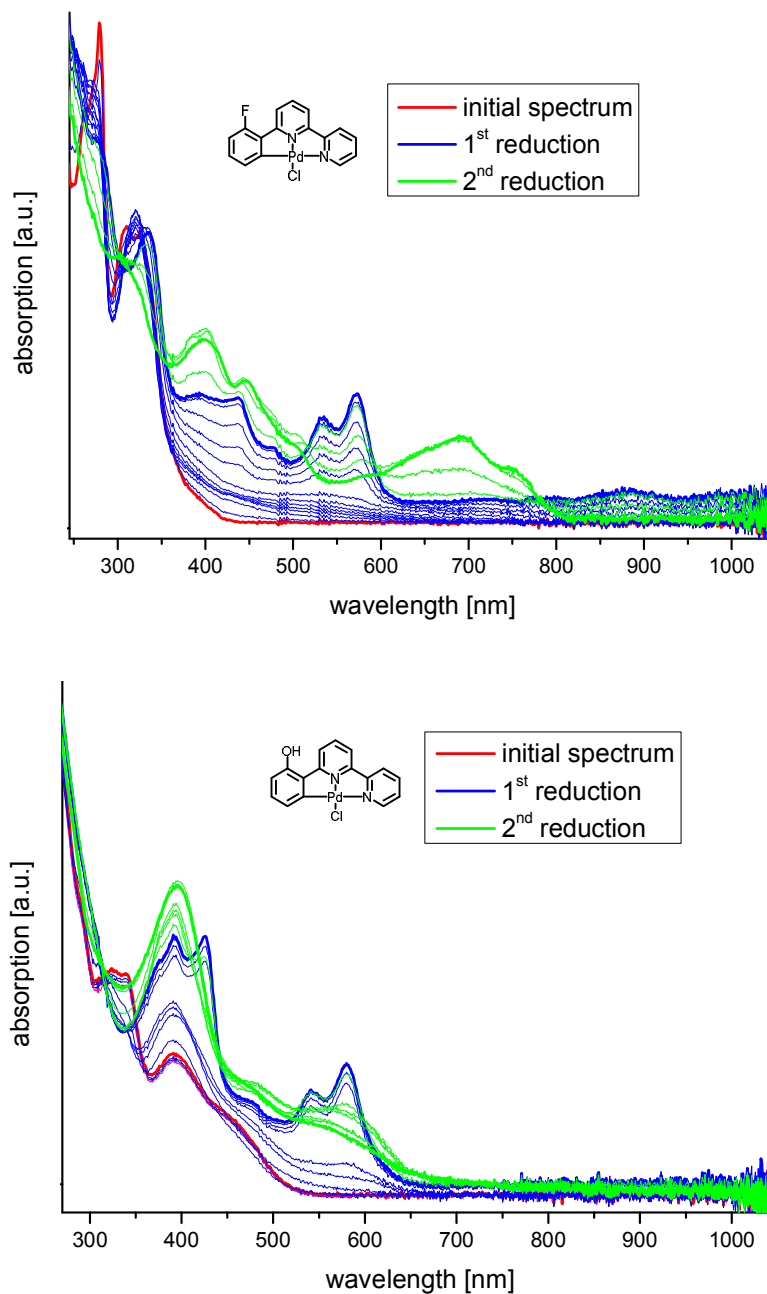 F
N
Pd
N
Cl
initial spectrum
1st reduction
2nd reduction
absorption [a.u.]
300 400 500 600 700 800 900 1000
wavelength [nm]
OH
N
Pd
N
Cl
initial spectrum
1st reduction
2nd reduction
absorption [a.u.]
300 400 500 600 700 800 900 1000
wavelength [nm]